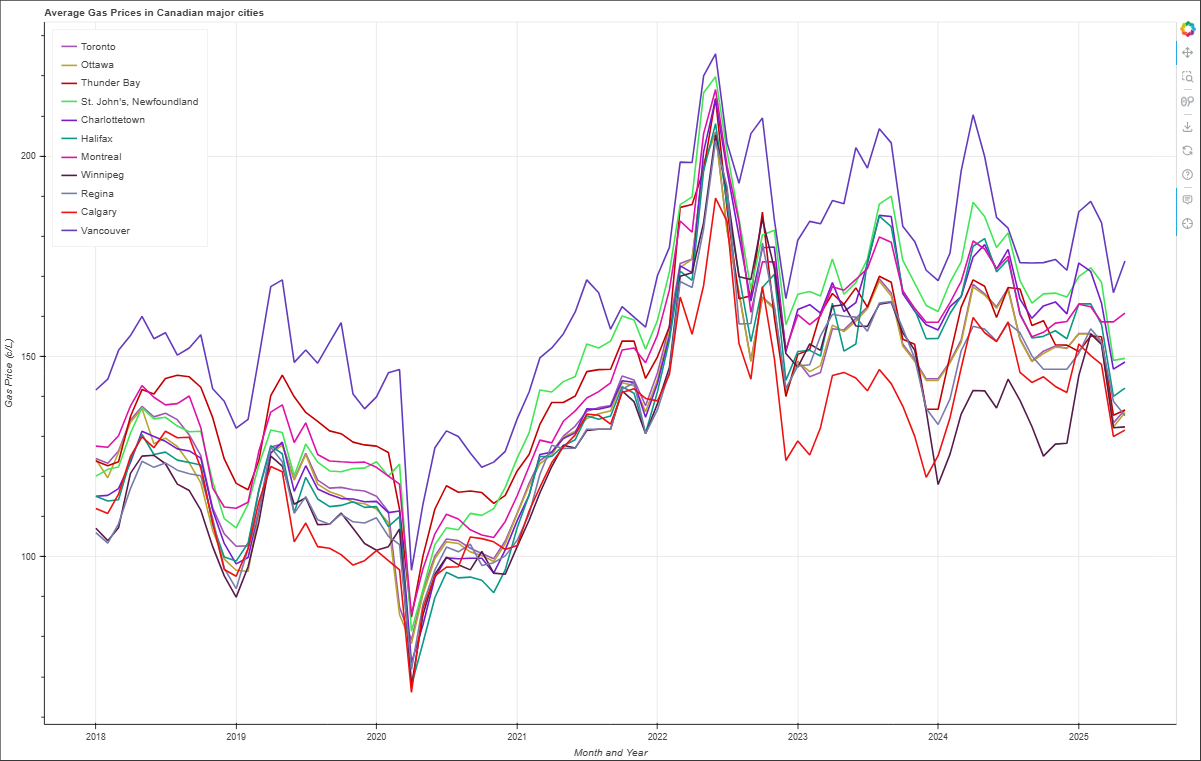 Average Gas Prices in Canadian major cities
Toronto
Ottawa
Thunder Bay
St. John's, Newfoundland
Charlottetown
Halifax
Montreal
Winnipeg
Regina
Calgary
Vancouver
200
150
100
Gas Price (c/L)
2018 2019 2020 2021 2022 2023 2024 2025
Month and Year